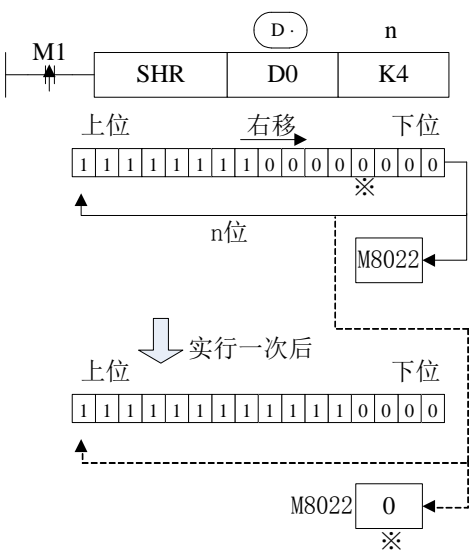 D · n
M1
SHR D0 K4
上位 右移 下位
1 1 1 1 1 1 1 1 0 0 0 0 0 0 0 0
※
n位
M8022
实行一次后
上位 下位
1 1 1 1 1 1 1 1 1 1 1 1 0 0 0 0
M8022 0
※